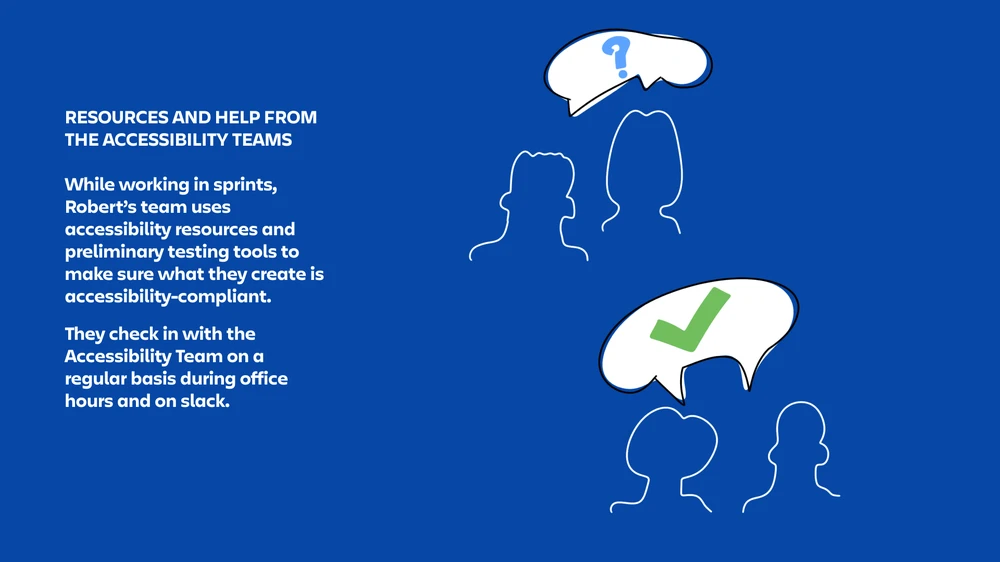 RESOURCES AND HELP FROM
THE ACCESSIBILITY TEAMS
While working in sprints,
Robert’s team uses
accessibility resources and
preliminary testing tools to
make sure what they create is
accessibility-compliant.
They check in with the
Accessibility Team on a
regular basis during office
hours and on slack.
?